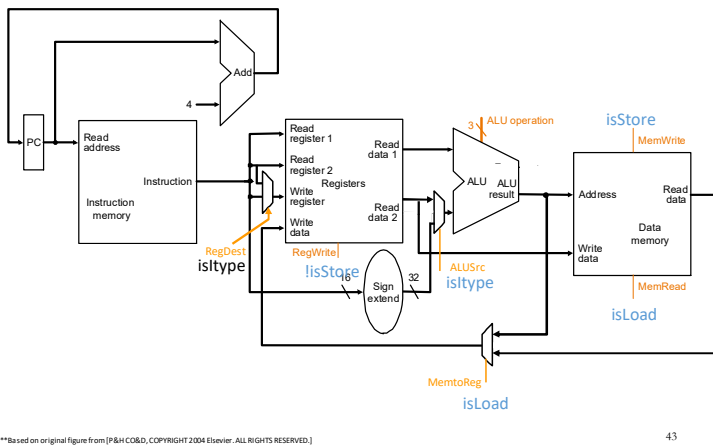 Add
4
PC
Read
address
Instruction
Instruction
memory
Read
register 1
Read
register 2
Write
register
Write
data
Registers
Read
data 1
Read
data 2
RegDest
isItype
RegWrite
!isStore
16
Sign
extend
32
3
ALU operation
ALU
ALU
result
ALUSrc
isItype
isStore
MemWrite
Address
Read
data
Data
memory
Write
data
MemRead
isLoad
MemtoReg
isLoad
**Based on original figure from [P&H CO&D, COPYRIGHT 2004 Elsevier. ALL RIGHTS RESERVED.]
43